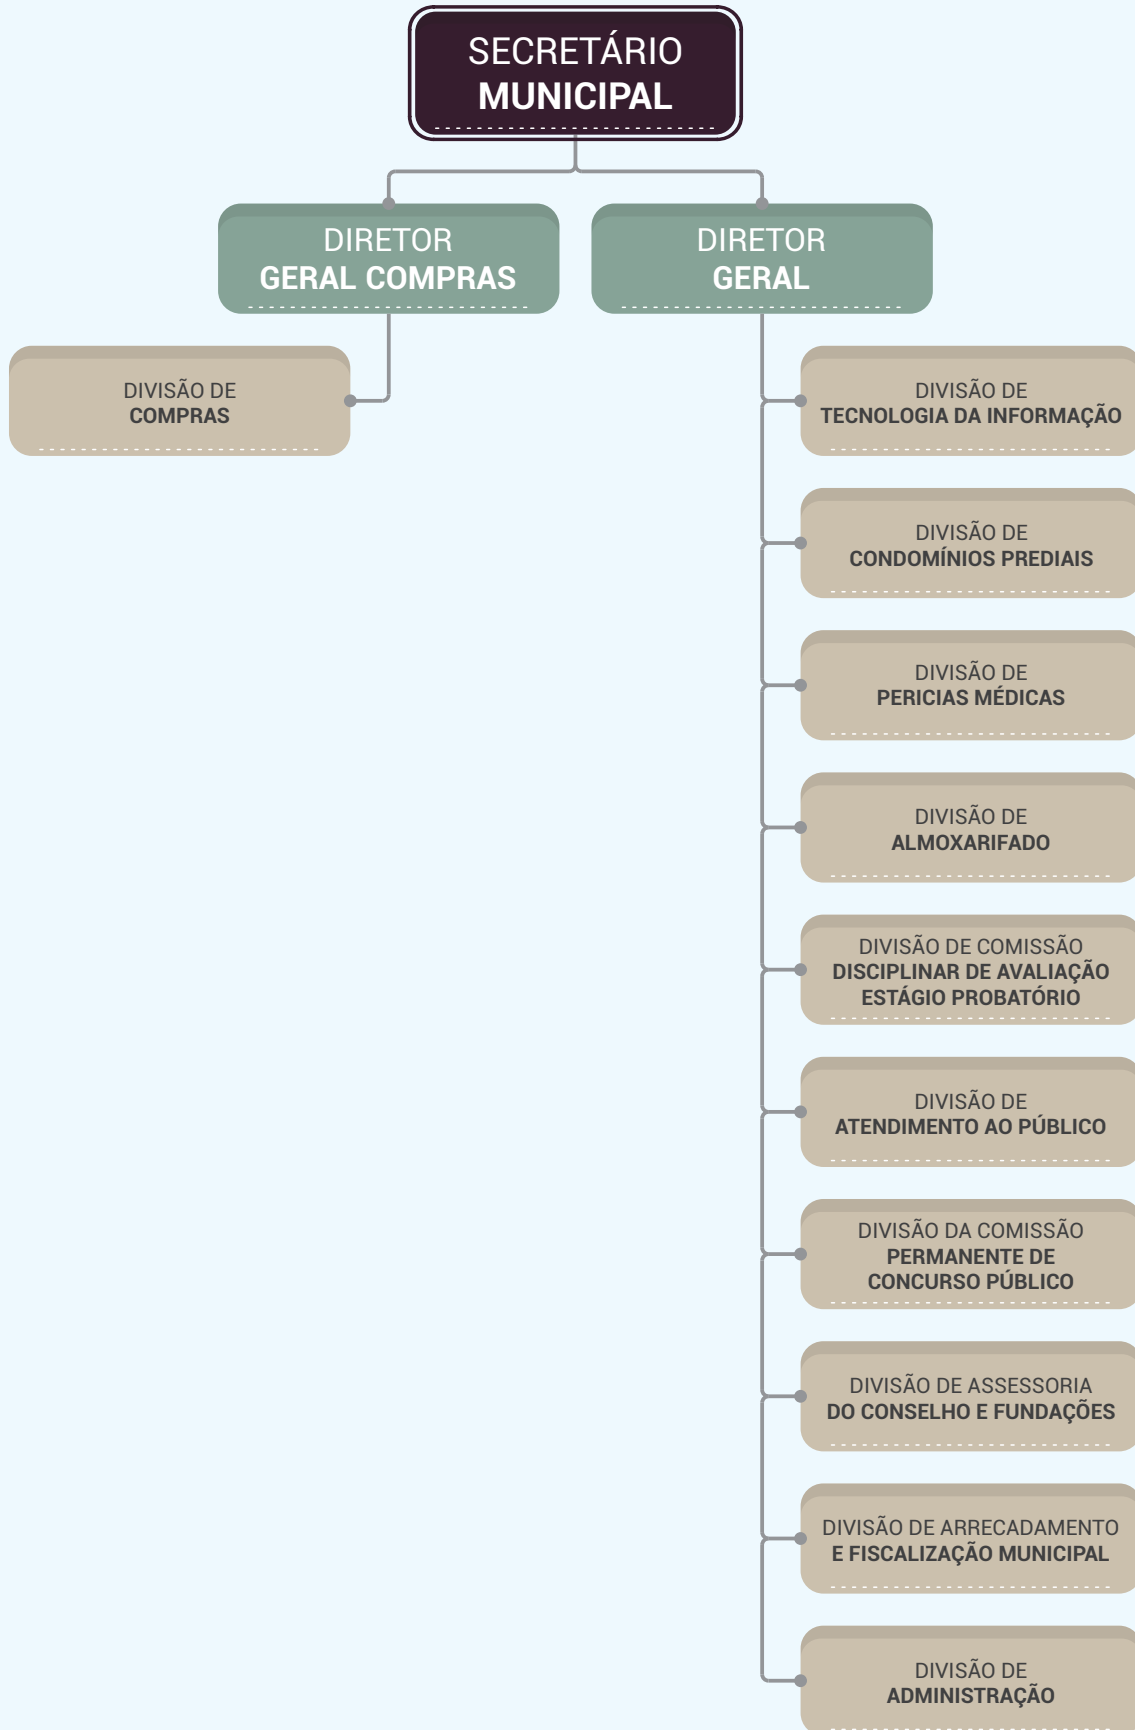 SECRETÁRIO
MUNICIPAL
DIRETOR
GERAL COMPRAS
DIRETOR
GERAL
DIVISÃO DE
COMPRAS
DIVISÃO DE
TECNOLOGIA DA INFORMAÇÃO
DIVISÃO DE
CONDOMÍNIOS PREDIAIS
DIVISÃO DE
PERICIAS MÉDICAS
DIVISÃO DE
ALMOXARIFADO
DIVISÃO DE COMISSÃO
DISCIPLINAR DE AVALIAÇÃO
ESTÁGIO PROBATÓRIO
DIVISÃO DE
ATENDIMENTO AO PÚBLICO
DIVISÃO DA COMISSÃO
PERMANENTE DE
CONCURSO PÚBLICO
DIVISÃO DE ASSESSORIA
DO CONSELHO E FUNDAÇÕES
DIVISÃO DE ARRECADAMENTO
E FISCALIZAÇÃO MUNICIPAL
DIVISÃO DE
ADMINISTRAÇÃO